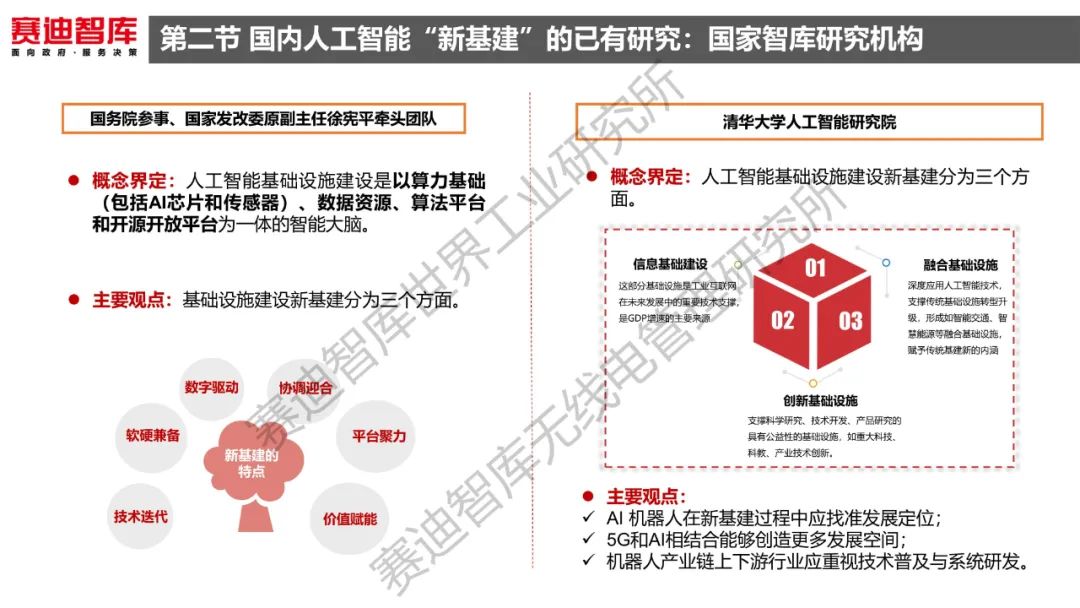 赛迪智库
面向政府·服务决策
第二节 国内人工智能“新基建”的已有研究：国家智库研究机构
国务院参事、国家发改委原副主任徐宪平牵头团队
概念界定：人工智能基础设施建设是以算力基础
（包括AI芯片和传感器）、数据资源、算法平台
和开源开放平台为一体的智能大脑。
主要观点：基础设施建设新基建分为三个方面。
数字驱动
协调迎合
软硬兼备
平台聚力
新基建的
特点
技术迭代
价值赋能
清华大学人工智能研究院
概念界定：人工智能基础设施建设新基建分为三个方
面。
信息基础建设
这部分基础设施是工业互联网
在未来发展中的重要技术支撑，
是GDP增速的主要来源
01
02
03
融合基础设施
深度应用人工智能技术，
支撑传统基础设施转型升
级，形成如智能交通、智
慧能源等融合基础设施，
赋予传统基建新的内涵
创新基础设施
支撑科学研究、技术开发、产品研究的
具有公益性的基础设施，如重大科技、
科教、产业技术创新。
主要观点：
✓ AI 机器人在新基建过程中应找准发展定位；
✓ 5G和AI相结合能够创造更多发展空间；
✓ 机器人产业链上下游行业应重视技术普及与系统研发。
赛迪智库世界工业研究所
赛迪智库无线电管理研究所